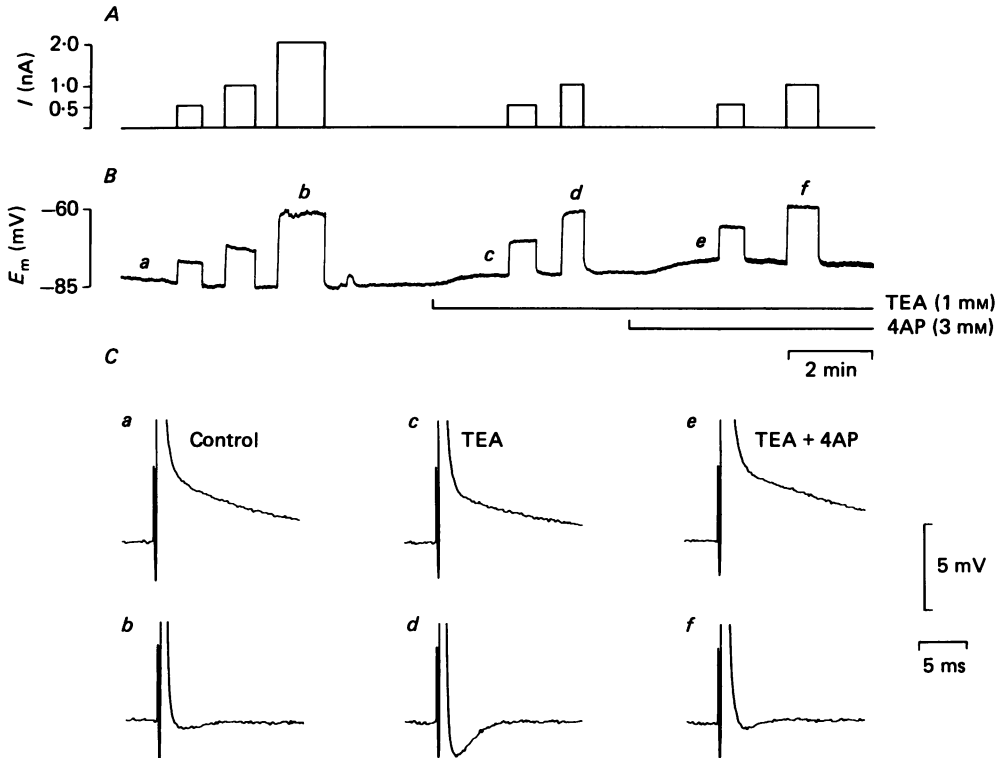 A
I (nA)
2·0
1·0
0·5
B
Em (mV)
−60
−85
a
b
c
d
e
f
TEA (1 mM)
4AP (3 mM)
2 min
C
a
Control
c
TEA
e
TEA + 4AP
5 mV
b
d
f
5 ms